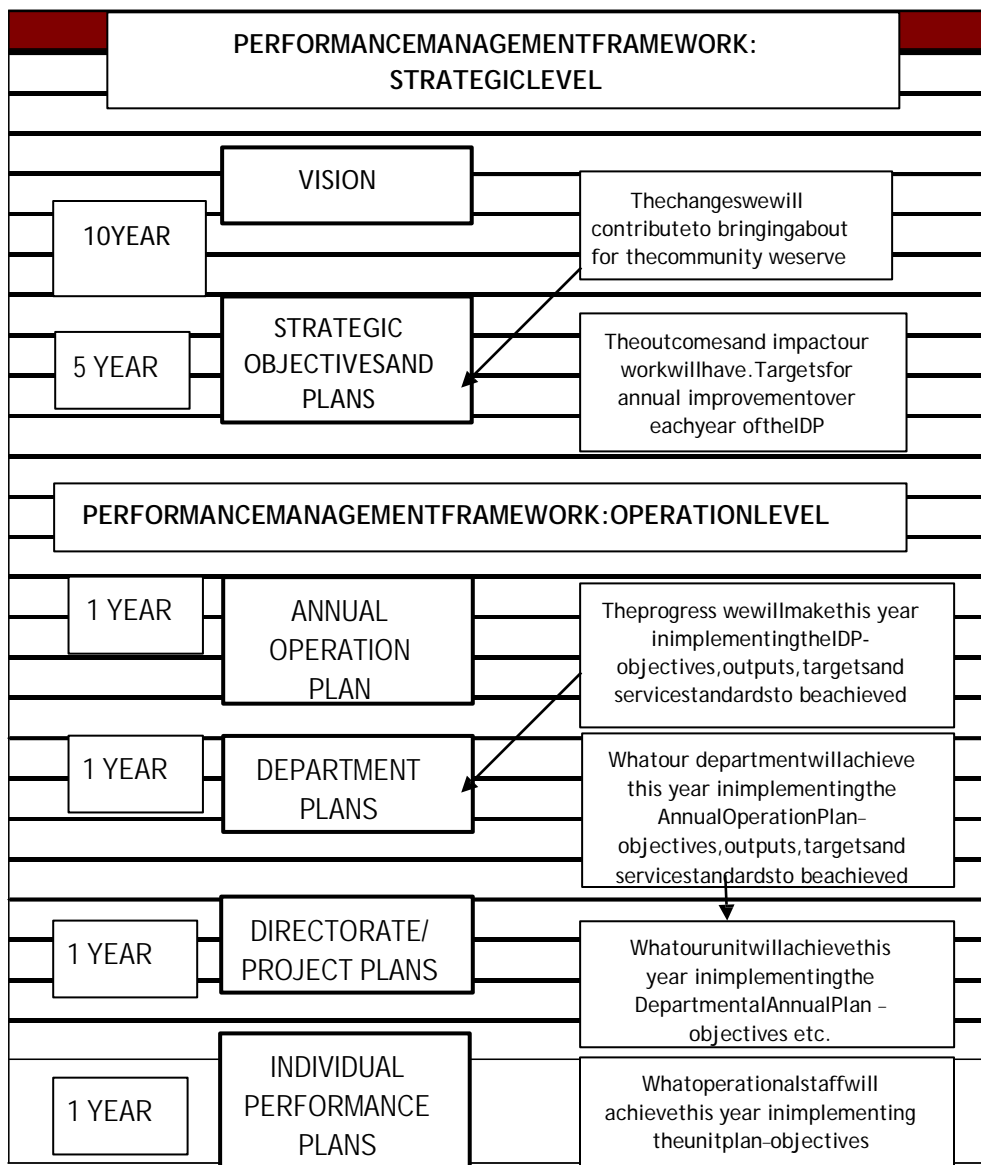 PERFORMANCEMANAGEMENTFRAMEWORK:
STRATEGICLEVEL
VISION
10YEAR
Thechangeswewill
contributeto bringingabout
for thecommunity weserve
5 YEAR
STRATEGIC
OBJECTIVESAND
PLANS
Theoutcomesand impactour
workwillhave.Targetsfor
annual improvementover
eachyear oftheIDP
PERFORMANCEMANAGEMENTFRAMEWORK:OPERATIONLEVEL
1 YEAR
ANNUAL
OPERATION
PLAN
Theprogress wewillmakethis year
inimplementingtheIDP-
objectives,outputs,targetsand
servicestandardsto beachieved
1 YEAR
DEPARTMENT
PLANS
Whatour departmentwillachieve
this year inimplementingthe
AnnualOperationPlan–
objectives,outputs,targetsand
servicestandardsto beachieved
1 YEAR
DIRECTORATE/
PROJECT PLANS
Whatourunitwillachievethis
year inimplementingthe
DepartmentalAnnualPlan –
objectives etc.
1 YEAR
INDIVIDUAL
PERFORMANCE
PLANS
Whatoperationalstaffwill
achievethis year inimplementing
theunitplan–objectives